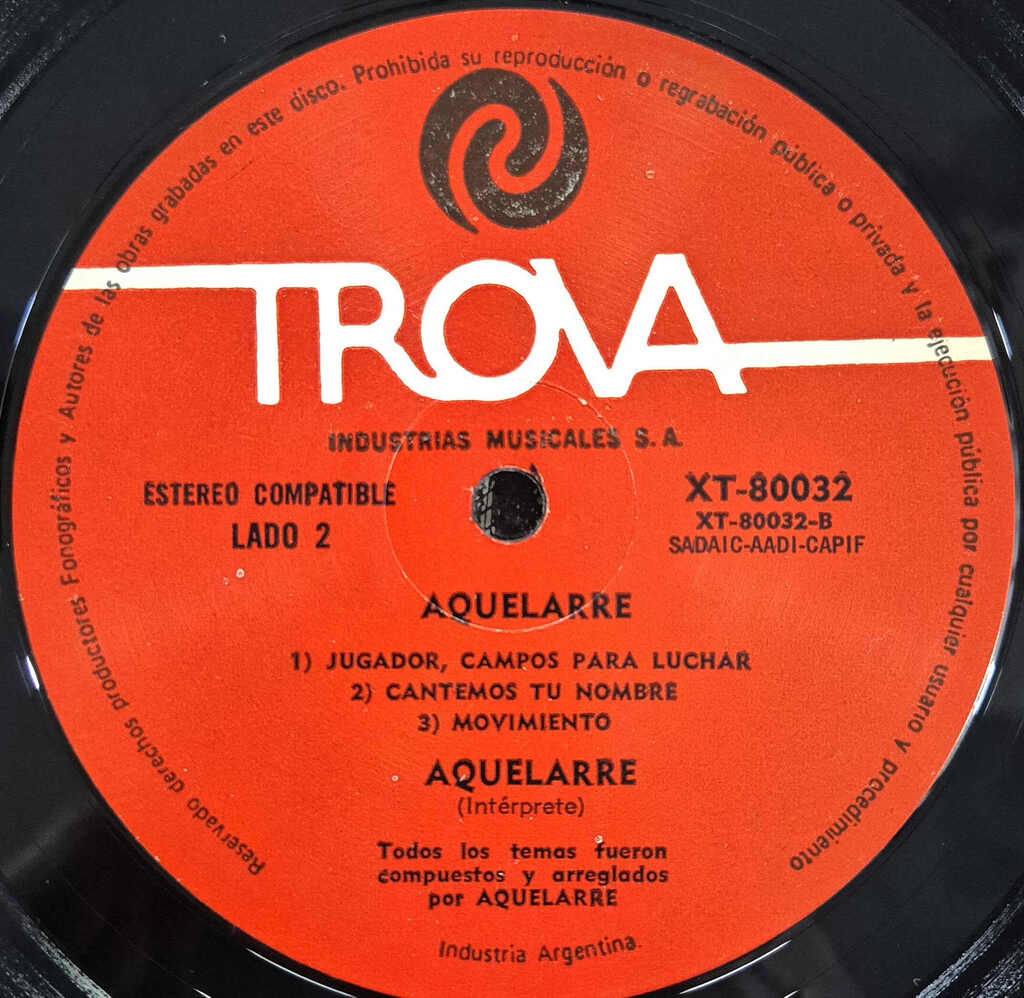 Reservado derechos productores Fonográficos y Autores de las obras grabadas en este disco. Prohibida su reproducción o regrabación pública o privada y la ejecución pública por cualquier usuario y procedimiento
TROVA
INDUSTRIAS MUSICALES S.A.
ESTEREO COMPATIBLE
LADO 2
XT-80032
XT-80032-B
SADAIC-AADI-CAPIF
AQUELARRE
1) JUGADOR, CAMPOS PARA LUCHAR
2) CANTEMOS TU NOMBRE
3) MOVIMIENTO
AQUELARRE
(Intérprete)
Todos los temas fueron
compuestos y arreglados
por AQUELARRE
Industria Argentina.